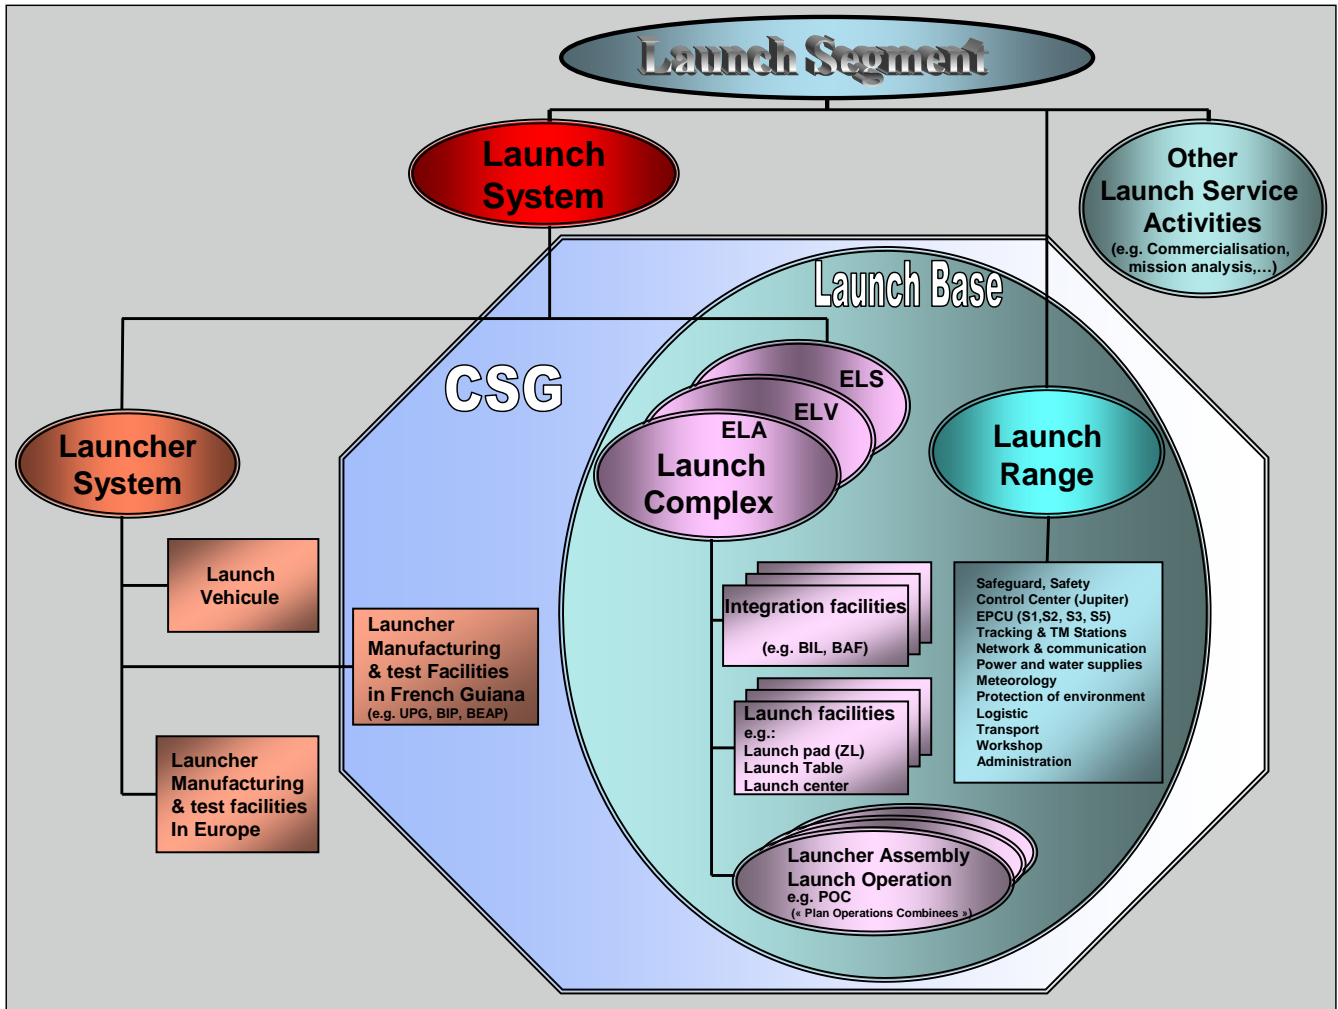 Launch Segment
Launch
System
Other
Launch Service
Activities
(e.g. Commercialisation,
mission analysis,...)
Launch Base
CSG
ELS
ELV
ELA
Launch
Complex
Launch
Range
Launcher
System
Launch
Vehicule
Launcher
Manufacturing
& test Facilities
in French Guiana
(e.g. UPG, BIP, BEAP)
Launcher
Manufacturing
& test facilities
In Europe
Integration facilities
(e.g. BIL, BAF)
Launch facilities
e.g.:
Launch pad (ZL)
Launch Table
Launch center
Launcher Assembly
Launch Operation
e.g. POC
(« Plan Operations Combinees »)
Safeguard, Safety
Control Center (Jupiter)
EPCU (S1,S2, S3, S5)
Tracking & TM Stations
Network & communication
Power and water supplies
Meteorology
Protection of environment
Logistic
Transport
Workshop
Administration